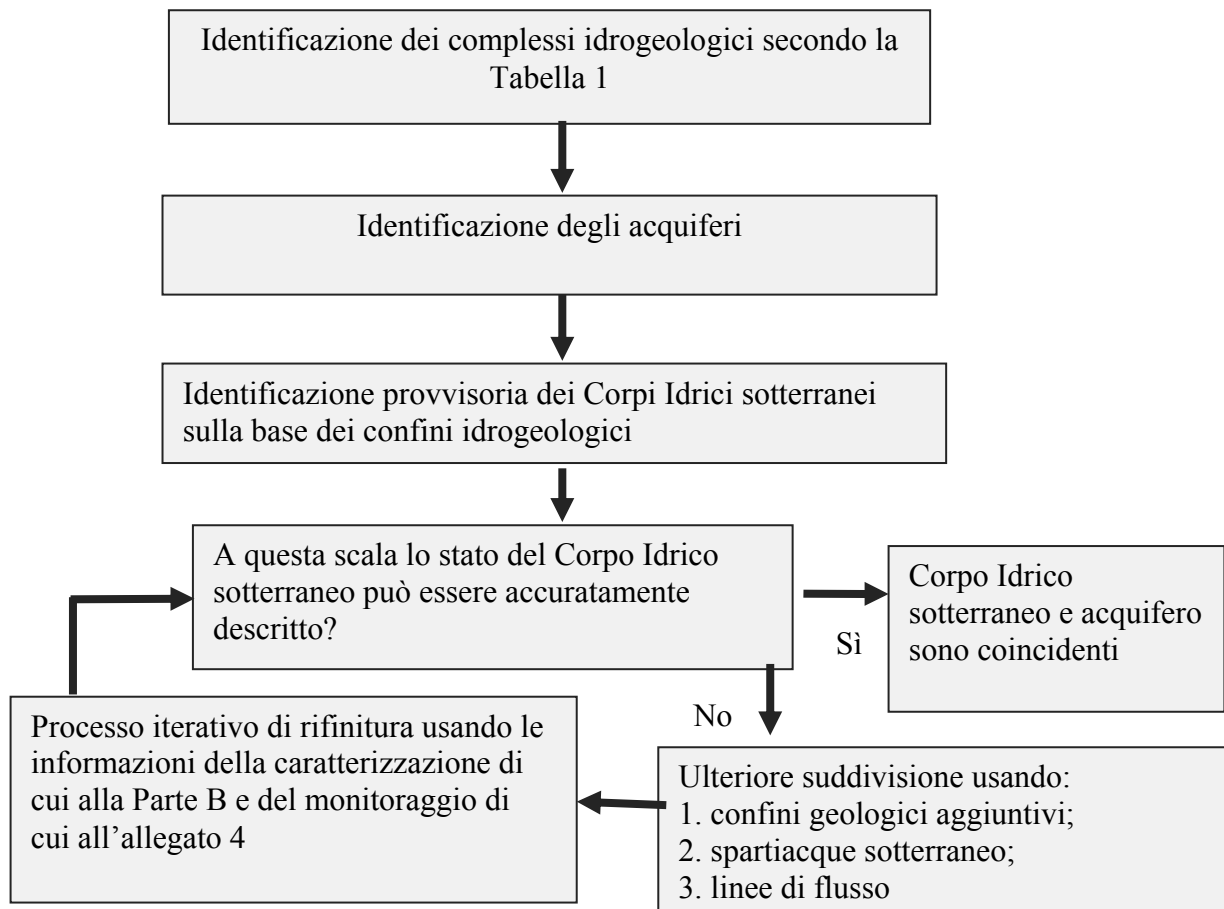 Identificazione dei complessi idrogeologici secondo la
Tabella 1
Identificazione degli acquiferi
Identificazione provvisoria dei Corpi Idrici sotterranei
sulla base dei confini idrogeologici
A questa scala lo stato del Corpo Idrico
sotterraneo può essere accuratamente
descritto?
Sì
Corpo Idrico
sotterraneo e acquifero
sono coincidenti
No
Ulteriore suddivisione usando:
1. confini geologici aggiuntivi;
2. spartiacque sotterraneo;
3. linee di flusso
Processo iterativo di rifinitura usando le
informazioni della caratterizzazione di
cui alla Parte B e del monitoraggio di
cui all’allegato 4